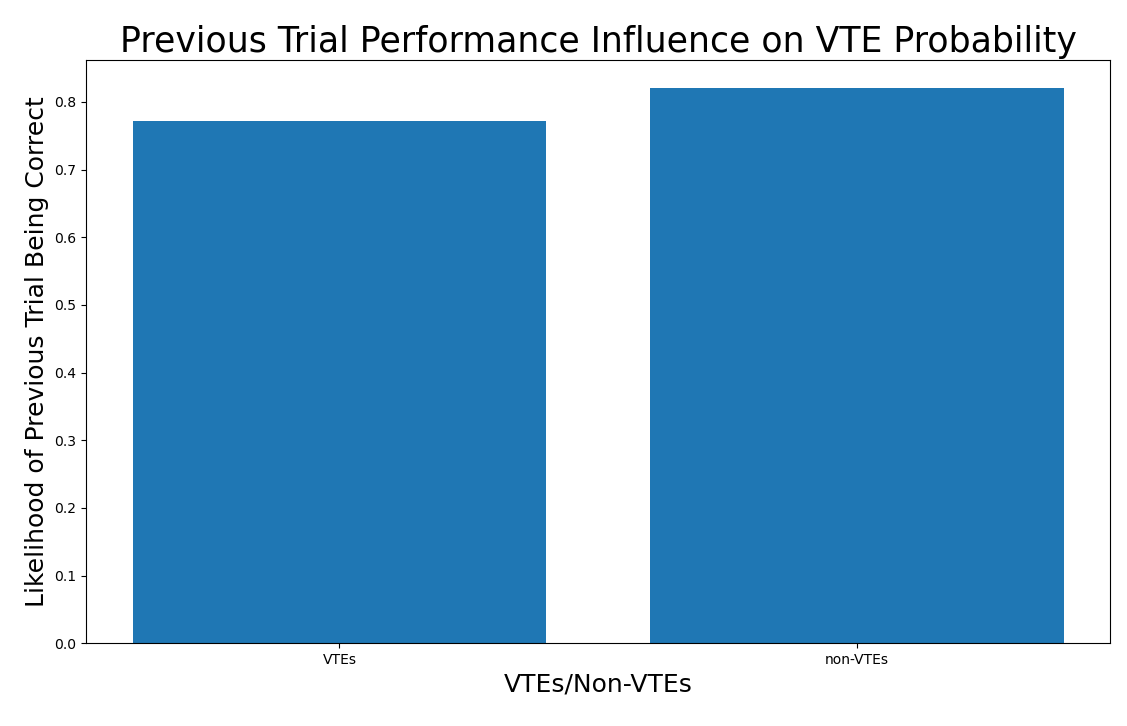 Previous Trial Performance Influence on VTE Probability
Likelihood of Previous Trial Being Correct
0.8
0.7
0.6
0.5
0.4
0.3
0.2
0.1
0.0
VTEs
non-VTEs
VTEs/Non-VTEs